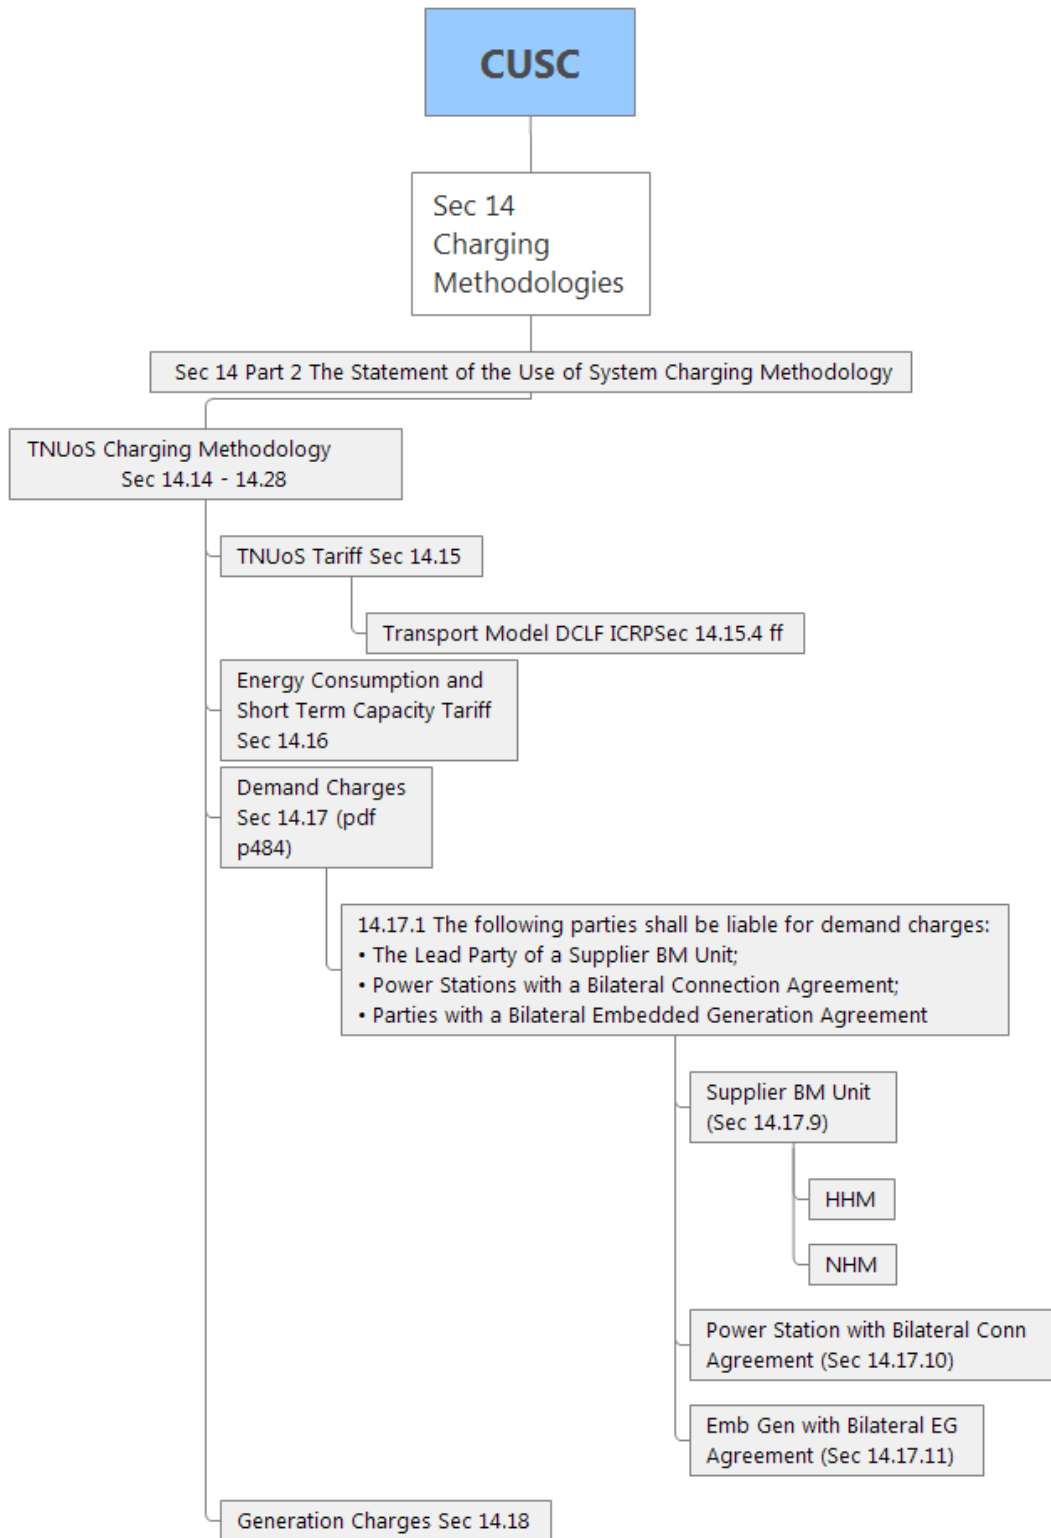 CUSC
Sec 14
Charging
Methodologies
Sec 14 Part 2 The Statement of the Use of System Charging Methodology
TNUoS Charging Methodology
Sec 14.14 - 14.28
TNUoS Tariff Sec 14.15
Transport Model DCLF ICRPSec 14.15.4 ff
Energy Consumption and
Short Term Capacity Tariff
Sec 14.16
Demand Charges
Sec 14.17 (pdf
p484)
14.17.1 The following parties shall be liable for demand charges:
• The Lead Party of a Supplier BM Unit;
• Power Stations with a Bilateral Connection Agreement;
• Parties with a Bilateral Embedded Generation Agreement
Supplier BM Unit
(Sec 14.17.9)
HHM
NHM
Power Station with Bilateral Conn
Agreement (Sec 14.17.10)
Emb Gen with Bilateral EG
Agreement (Sec 14.17.11)
Generation Charges Sec 14.18